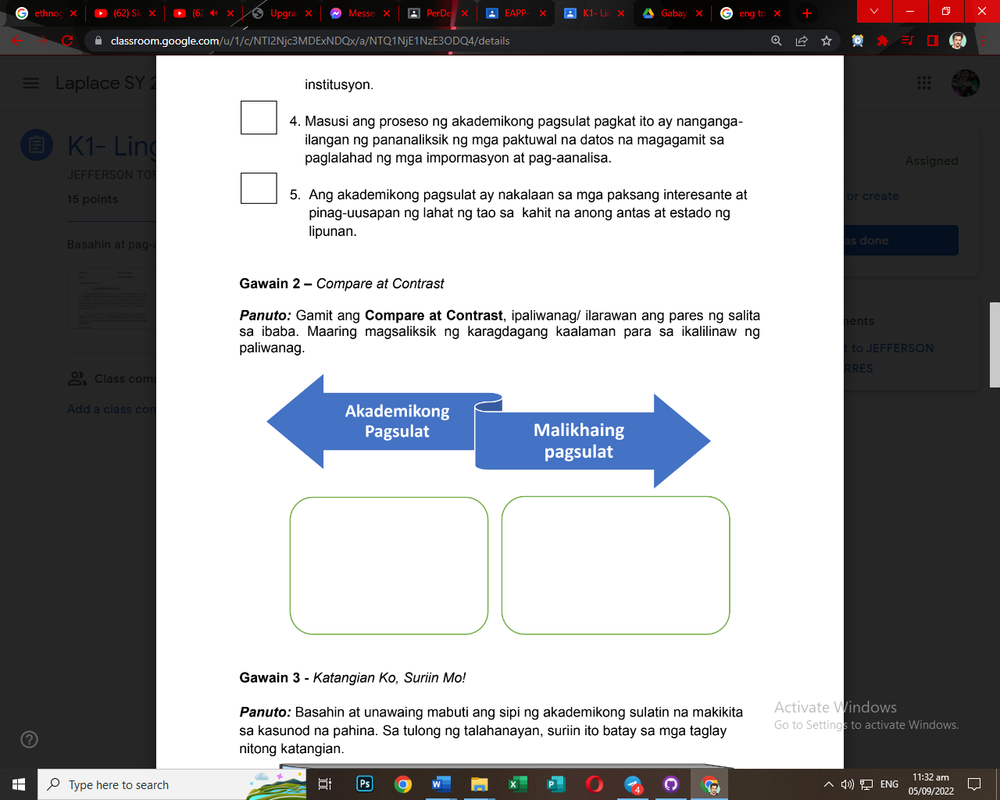 ethnog
(62) Sk
(62
Upgra
Messe
PerDe
EAPP-
K1- Lin
Gabay
eng to
classroom.google.com/u/1/c/NTI2Njc3MDExNDQx/a/NTQ1NjE1NzE3ODQ4/details
Laplace SY 2
K1- Ling
JEFFERSON TOR
15 points
Basahin at pag-a
Class comm
Add a class com
Assigned
or create
as done
ments
t to JEFFERSON
RRES
institusyon.
4. Masusi ang proseso ng akademikong pagsulat pagkat ito ay nanganga-
ilangan ng pananaliksik ng mga paktuwal na datos na magagamit sa
paglalahad ng mga impormasyon at pag-aanalisa.
5. Ang akademikong pagsulat ay nakalaan sa mga paksang interesante at
pinag-uusapan ng lahat ng tao sa kahit na anong antas at estado ng
lipunan.
Gawain 2 – Compare at Contrast
Panuto: Gamit ang Compare at Contrast, ipaliwanag/ ilarawan ang pares ng salita
sa ibaba. Maaring magsaliksik ng karagdagang kaalaman para sa ikalilinaw ng
paliwanag.
Akademikong
Pagsulat
Malikhaing
pagsulat
Gawain 3 - Katangian Ko, Suriin Mo!
Panuto: Basahin at unawaing mabuti ang sipi ng akademikong sulatin na makikita
sa kasunod na pahina. Sa tulong ng talahanayan, suriin ito batay sa mga taglay
nitong katangian.
Activate Windows
Go to Settings to activate Windows.
Type here to search
Ps
4
ENG
11:32 am
05/09/2022